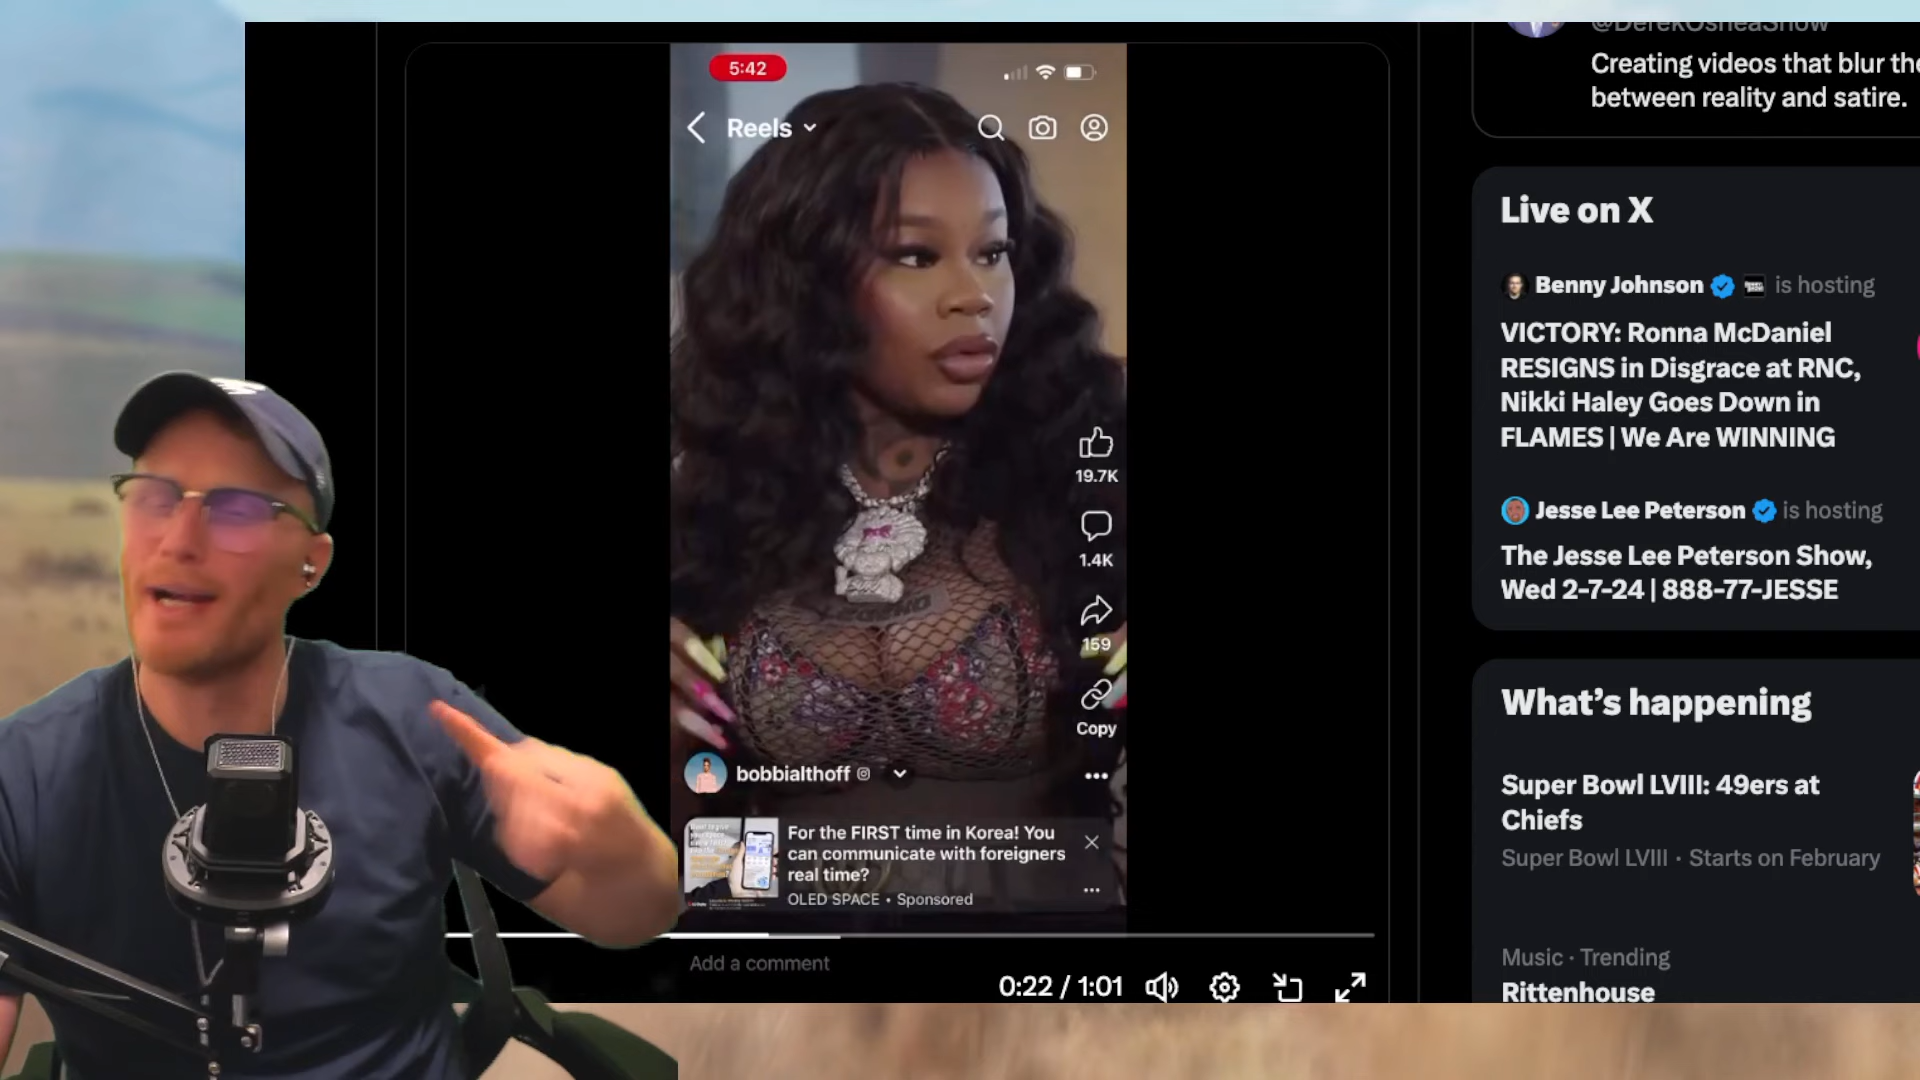 5:42
Reels
19.7K
1.4K
159
Copy
bobbialthoff
For the FIRST time in Korea! You
can communicate with foreigners
real time?
OLED SPACE • Sponsored
Add a comment
0:22 / 1:01
@DerekOsheaShow
Creating videos that blur the
between reality and satire.
Live on X
Benny Johnson is hosting
VICTORY: Ronna McDaniel
RESIGNS in Disgrace at RNC,
Nikki Haley Goes Down in
FLAMES | We Are WINNING
Jesse Lee Peterson is hosting
The Jesse Lee Peterson Show,
Wed 2-7-24 | 888-77-JESSE
What's happening
Super Bowl LVIII: 49ers at
Chiefs
Super Bowl LVIII · Starts on February
Music · Trending
Rittenhouse